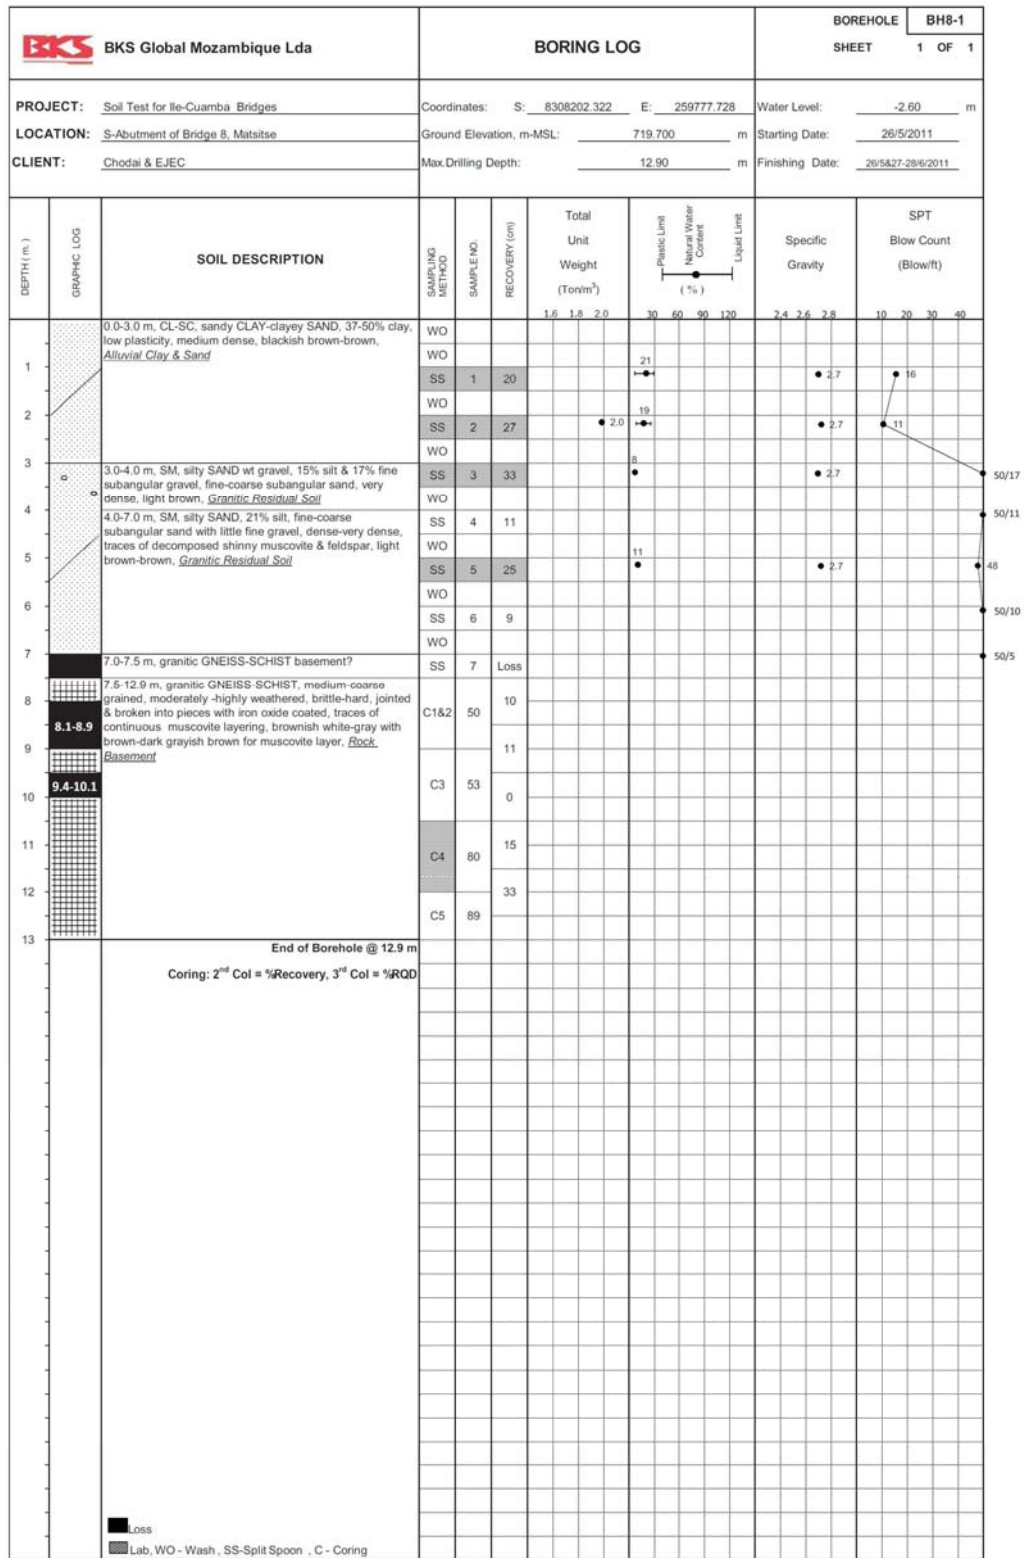 BOREHOLE BH8-1
BKS BKS Global Mozambique Lda BORING LOG SHEET 1 OF 1
PROJECT: Soil Test for Ile-Cuamba Bridges Coordinates: S: 8308202.322 E: 259777.728 Water Level: -2.60 m
LOCATION: S-Abutment of Bridge 8, Matsitse Ground Elevation, m-MSL: 719.700 m Starting Date: 26/5/2011
CLIENT: Chodai & EJEC Max.Drilling Depth: 12.90 m Finishing Date: 26/5&27-28/6/2011
DEPTH ( m. )
GRAPHIC LOG
SOIL DESCRIPTION
SAMPLING
METHOD
SAMPLE NO.
RECOVERY (cm)
Total
Unit
Weight
(Ton/m³)
1.6 1.8 2.0
Plastic Limit
Natural Water
Content
Liquid Limit
( % )
30 60 90 120
Specific
Gravity
2.4 2.6 2.8
SPT
Blow Count
(Blow/ft)
10 20 30 40
0.0-3.0 m, CL-SC, sandy CLAY-clayey SAND, 37-50% clay,
low plasticity, medium dense, blackish brown-brown,
Alluvial Clay & Sand
WO
WO
1 21
SS 1 20 2.7 16
WO
2 19
SS 2 27 2.0 2.7 11
WO
3 8
3.0-4.0 m, SM, silty SAND wt gravel, 15% silt & 17% fine
subangular gravel, fine-coarse subangular sand, very
dense, light brown, Granitic Residual Soil
SS 3 33 2.7 50/17
WO
4
4.0-7.0 m, SM, silty SAND, 21% silt, fine-coarse
subangular sand with little fine gravel, dense-very dense,
traces of decomposed shinny muscovite & feldspar, light
brown-brown, Granitic Residual Soil
SS 4 11 50/11
WO
5 11
SS 5 25 2.7 48
WO
6
SS 6 9 50/10
WO
7
7.0-7.5 m, granitic GNEISS-SCHIST basement?
SS 7 Loss 50/5
7.5-12.9 m, granitic GNEISS-SCHIST, medium-coarse
grained, moderately -highly weathered, brittle-hard, jointed
& broken into pieces with iron oxide coated, traces of
continuous muscovite layering, brownish white-gray with
brown-dark grayish brown for muscovite layer, Rock
Basement
8 10
C1&2 50
8.1-8.9
9 11
9.4-10.1 C3 53
10 0
11 15
C4 80
12 33
C5 89
13
End of Borehole @ 12.9 m
Coring: 2nd Col = %Recovery, 3rd Col = %RQD
Loss
Lab, WO - Wash , SS-Split Spoon , C - Coring